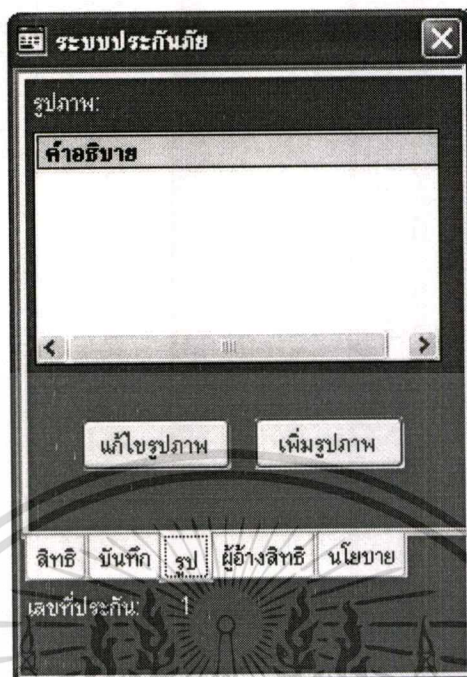 ระบบประกันภัย
รูปภาพ:
คำอธิบาย
แก้ไขรูปภาพ เพิ่มรูปภาพ
สิทธิ บันทึก รูป ผู้อ้างสิทธิ นโยบาย
เลขที่ประกัน: 1